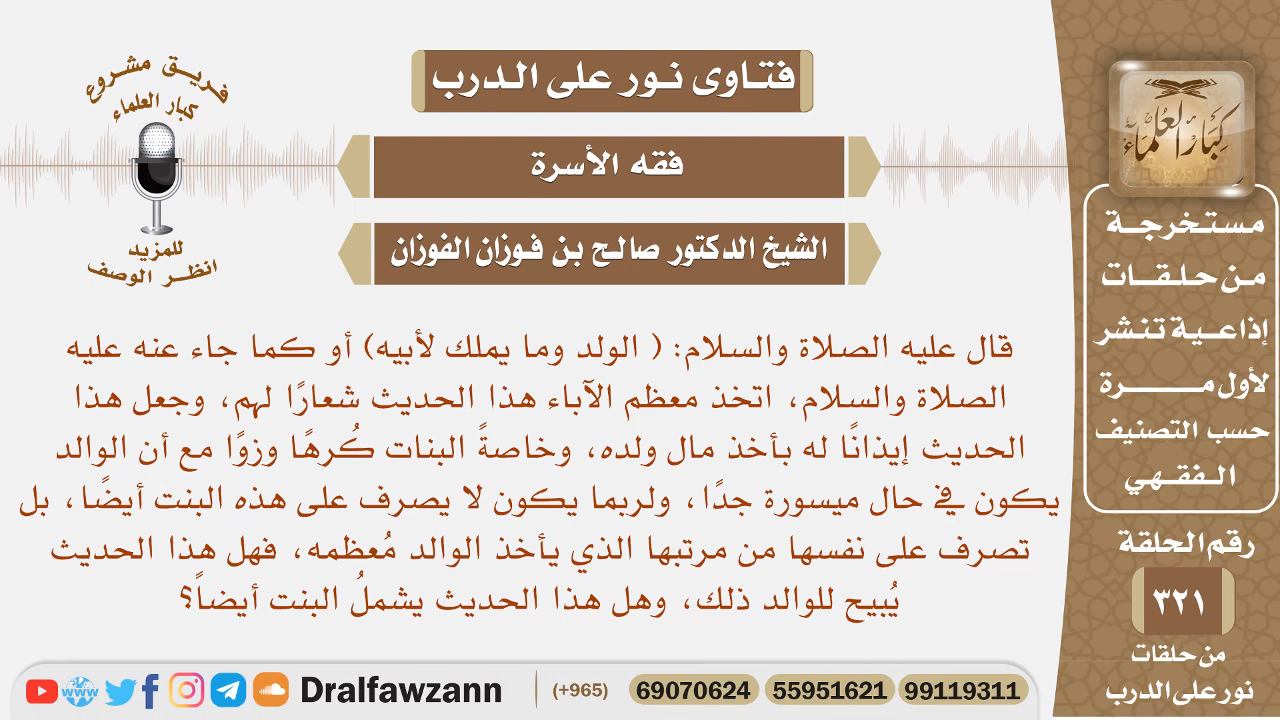 فتاوى نور على الدرب
فقه الأسرة
الشيخ الدكتور صالح بن فوزان الفوزان
فريق مشروع
كبار العلماء
للمزيد
انظر الوصف
قال عليه الصلاة والسلام: ( الولد وما يملك لأبيه) أو كما جاء عنه عليه
الصلاة والسلام، اتخذ معظم الآباء هذا الحديث شعارًا لهم، وجعل هذا
الحديث إيذانًا له بأخذ مال ولده، وخاصةً البنات كُرهًا وزوًا مع أن الوالد
يكون في حال ميسورة جدًا، ولربما يكون لا يصرف على هذه البنت أيضًا، بل
تصرف على نفسها من مرتبها الذي يأخذ الوالد مُعظمه، فهل هذا الحديث
يُبيح للوالد ذلك، وهل هذا الحديث يشملُ البنت أيضاً؟
كبار العلماء
مستخرجة
من حلقات
إذاعية تنشر
لأول مرة
حسب التصنيف
الفقهي
رقم الحلقة
٣٢١
من حلقات
نور على الدرب
www
Dralfawzann
(+965)
69070624
55951621
99119311